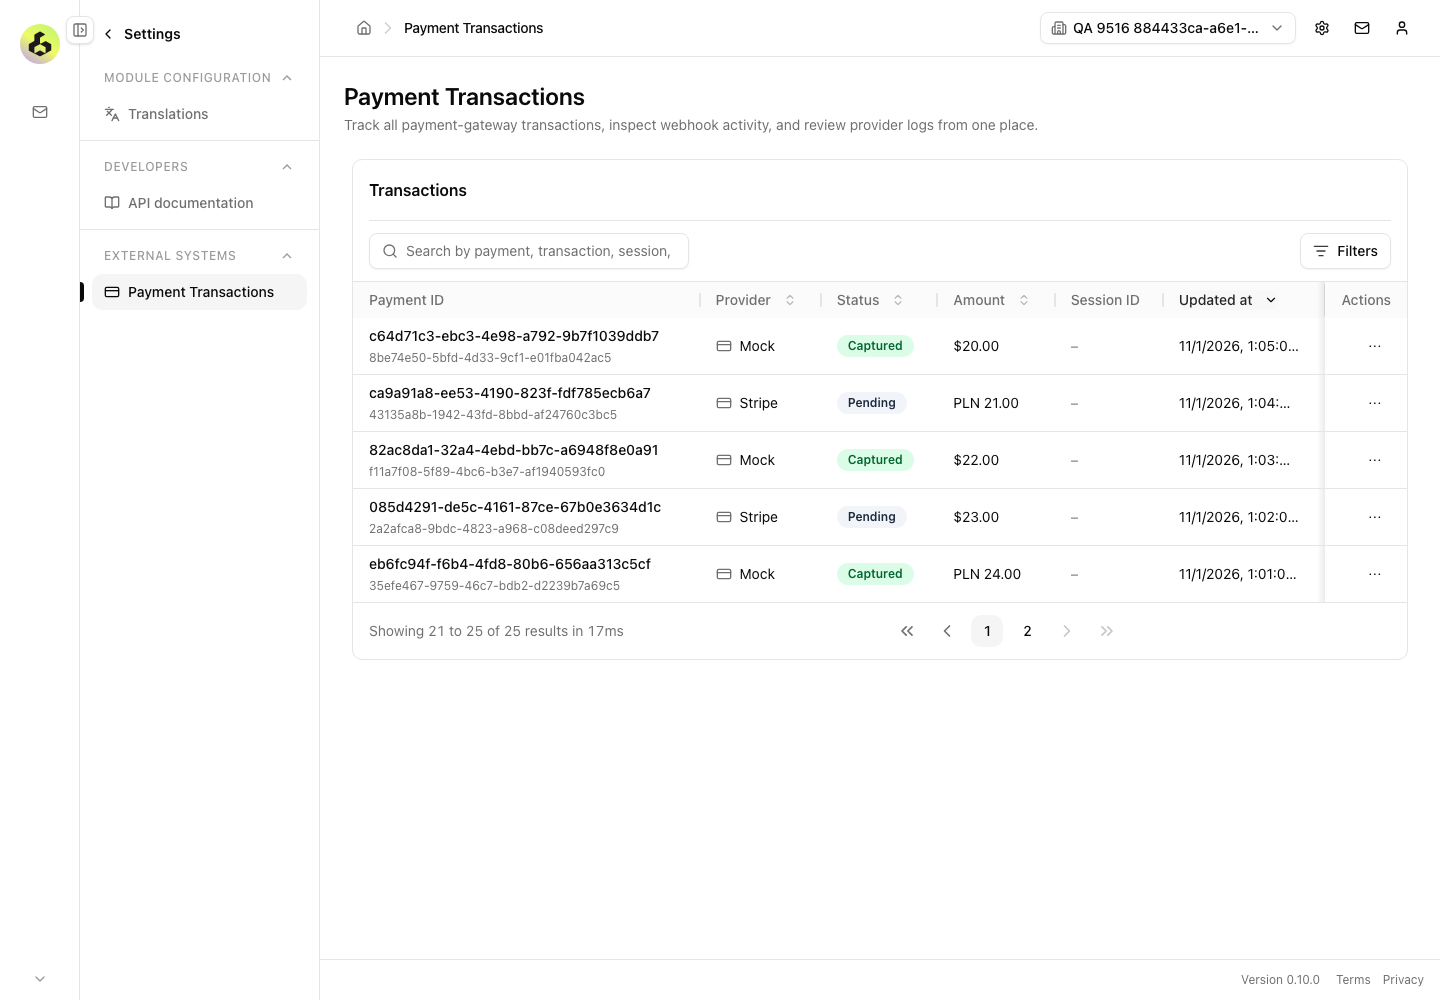 Settings
MODULE CONFIGURATION
Translations
DEVELOPERS
API documentation
EXTERNAL SYSTEMS
Payment Transactions
Payment Transactions
QA 9516 884433ca-a6e1-...
Payment Transactions
Track all payment-gateway transactions, inspect webhook activity, and review provider logs from one place.
Transactions
Search by payment, transaction, session,
Filters
Payment ID Provider Status Amount Session ID Updated at Actions
c64d71c3-ebc3-4e98-a792-9b7f1039ddb7
8be74e50-5bfd-4d33-9cf1-e01fba042ac5
Mock Captured $20.00 – 11/1/2026, 1:05:0... ...
ca9a91a8-ee53-4190-823f-fdf785ecb6a7
43135a8b-1942-43fd-8bbd-af24760c3bc5
Stripe Pending PLN 21.00 – 11/1/2026, 1:04:... ...
82ac8da1-32a4-4ebd-bb7c-a6948f8e0a91
f11a7f08-5f89-4bc6-b3e7-af1940593fc0
Mock Captured $22.00 – 11/1/2026, 1:03:... ...
085d4291-de5c-4161-87ce-67b0e3634d1c
2a2afca8-9bdc-4823-a968-c08deed297c9
Stripe Pending $23.00 – 11/1/2026, 1:02:0... ...
eb6fc94f-f6b4-4fd8-80b6-656aa313c5cf
35efe467-9759-46c7-bdb2-d2239b7a69c5
Mock Captured PLN 24.00 – 11/1/2026, 1:01:0... ...
Showing 21 to 25 of 25 results in 17ms
1 2
Version 0.10.0 Terms Privacy